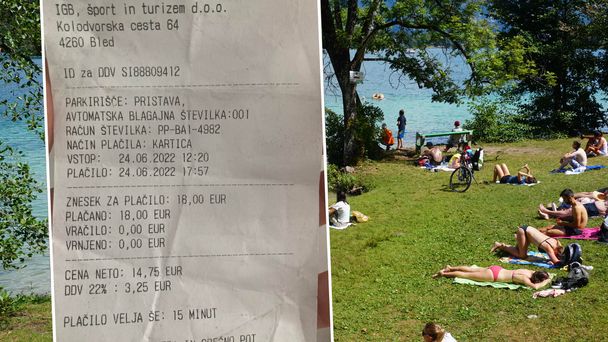 IGB, šport in turizem d.o.o.
Kolodvorska cesta 64
4260 Bled
ID za DDV SI88809412
PARKIRIŠČE: PRISTAVA,
AVTOMATSKA BLAGAJNA ŠTEVILKA:001
RAČUN ŠTEVILKA: PP-BA1-4982
NAČIN PLAČILA: KARTICA
VSTOP: 24.06.2022 12:20
PLAČILO: 24.06.2022 17:57
ZNESEK ZA PLAČILO: 18,00 EUR
PLAČANO: 18,00 EUR
VRAČILO: 0,00 EUR
VRNJENO: 0,00 EUR
CENA NETO: 14,75 EUR
DDV 22% : 3,25 EUR
PLAČILO VELJA ŠE: 15 MINUT
IN SREČNO POT